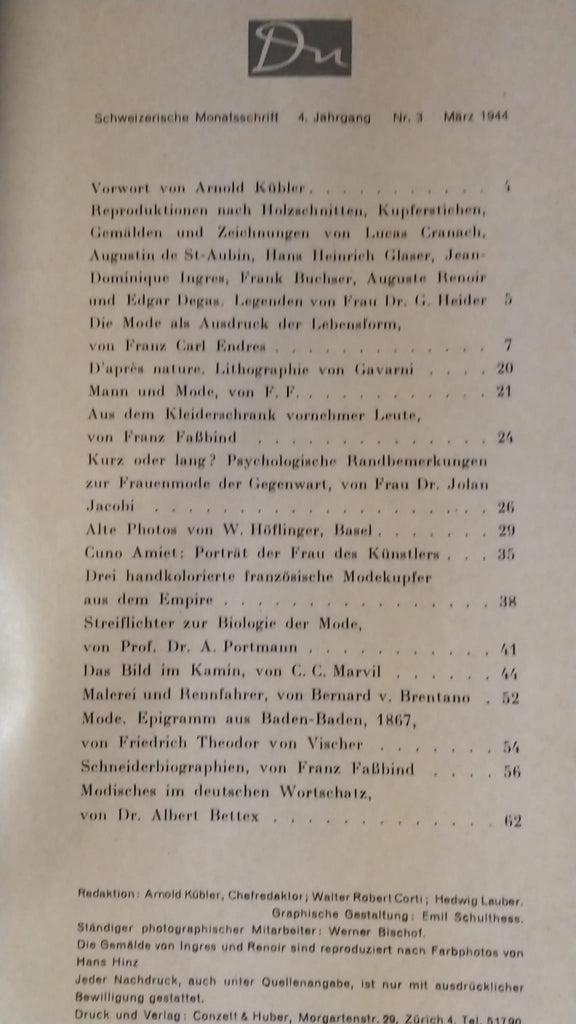 Du
Schweizerische Monatsschrift 4. Jahrgang Nr. 3 März 1944
Vorwort von Arnold Kübler . . . . . . . . . . . 4
Reproduktionen nach Holzschnitten, Kupferstichen,
Gemälden und Zeichnungen von Lucas Cranach,
Augustin de St-Aubin, Hans Heinrich Glaser, Jean-
Dominique Ingres, Frank Buchser, Auguste Renoir
und Edgar Degas. Legenden von Frau Dr. G. Heider 5
Die Mode als Ausdruck der Lebensform,
von Franz Carl Endres . . . . . . . . . . . . 7
D'après nature. Lithographie von Gavarni . . . . 20
Mann und Mode, von F. F. . . . . . . . . . . . 21
Aus dem Kleiderschrank vornehmer Leute,
von Franz Faßbind . . . . . . . . . . . . . 24
Kurz oder lang? Psychologische Randbemerkungen
zur Frauenmode der Gegenwart, von Frau Dr. Jolan
Jacobi . . . . . . . . . . . . . . . . . . 26
Alte Photos von W. Höflinger, Basel . . . . . . 29
Cuno Amiet: Porträt der Frau des Künstlers . . . 35
Drei handkolorierte französische Modekupfer
aus dem Empire . . . . . . . . . . . . . . . 38
Streiflichter zur Biologie der Mode,
von Prof. Dr. A. Portmann . . . . . . . . . . 41
Das Bild im Kamin, von C. C. Marvil . . . . . . 44
Malerei und Rennfahrer, von Bernard v. Brentano . 52
Mode. Epigramm aus Baden-Baden, 1867,
von Friedrich Theodor von Vischer . . . . . . . 54
Schneiderbiographien, von Franz Faßbind . . . . 56
Modisches im deutschen Wortschatz,
von Dr. Albert Bettex . . . . . . . . . . . . 62
Redaktion: Arnold Kübler, Chefredaktor; Walter Robert Corti; Hedwig Lauber.
Graphische Gestaltung: Emil Schulthess.
Ständiger photographischer Mitarbeiter: Werner Bischof.
Die Gemälde von Ingres und Renoir sind reproduziert nach Farbphotos von
Hans Hinz
Jeder Nachdruck, auch unter Quellenangabe, ist nur mit ausdrücklicher
Bewilligung gestattet.
Druck und Verlag: Conzett & Huber, Morgartenstr. 29, Zürich 4, Tel. 51790